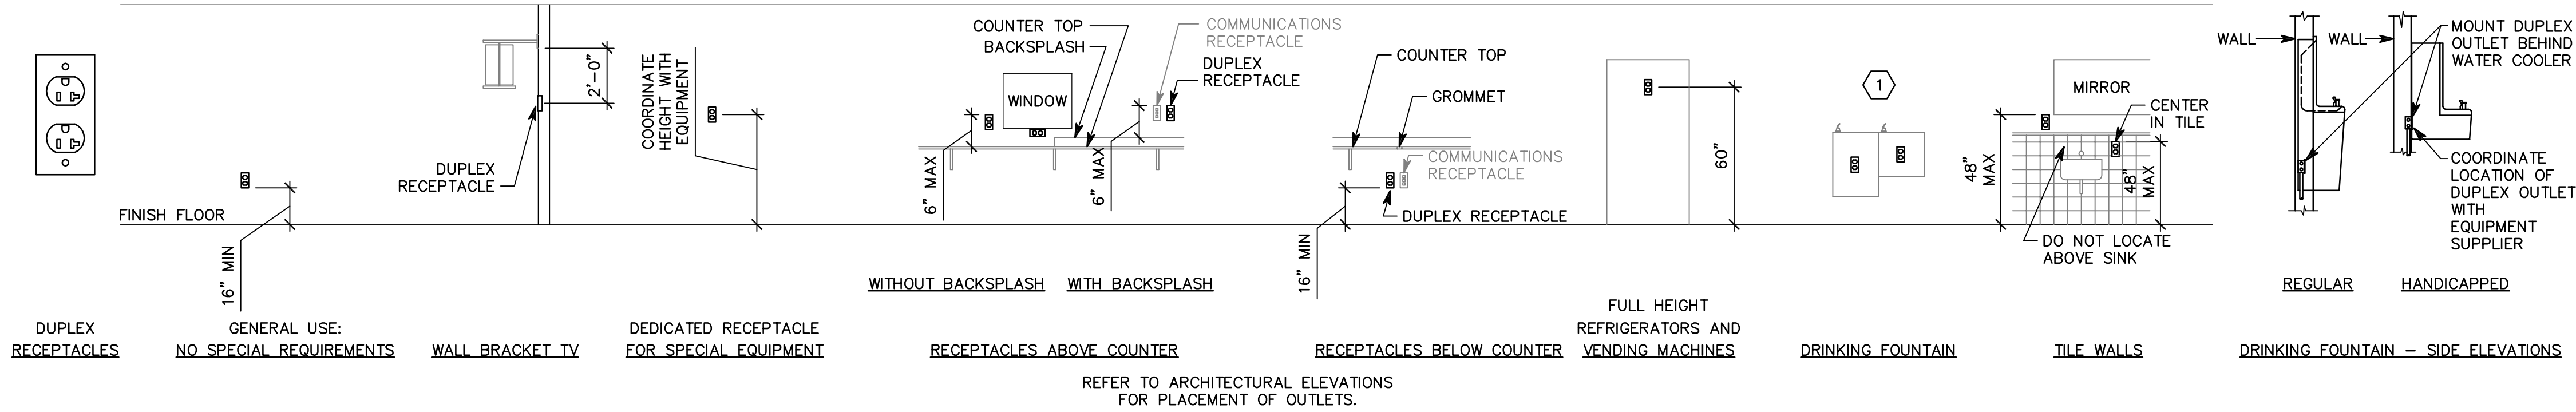 DUPLEX
RECEPTACLES
FINISH FLOOR
16" MIN
GENERAL USE:
NO SPECIAL REQUIREMENTS
2'-0"
DUPLEX
RECEPTACLE
WALL BRACKET TV
COORDINATE
HEIGHT WITH
EQUIPMENT
DEDICATED RECEPTACLE
FOR SPECIAL EQUIPMENT
COUNTER TOP
BACKSPLASH
WINDOW
COMMUNICATIONS
RECEPTACLE
DUPLEX
RECEPTACLE
6" MAX
6" MAX
WITHOUT BACKSPLASH
WITH BACKSPLASH
RECEPTACLES ABOVE COUNTER
REFER TO ARCHITECTURAL ELEVATIONS
FOR PLACEMENT OF OUTLETS.
COUNTER TOP
GROMMET
COMMUNICATIONS
RECEPTACLE
DUPLEX RECEPTACLE
16" MIN
RECEPTACLES BELOW COUNTER
60"
FULL HEIGHT
REFRIGERATORS AND
VENDING MACHINES
1
DRINKING FOUNTAIN
MIRROR
CENTER
IN TILE
48"
MAX
48"
MAX
DO NOT LOCATE
ABOVE SINK
TILE WALLS
WALL
WALL
MOUNT DUPLEX
OUTLET BEHIND
WATER COOLER
COORDINATE
LOCATION OF
DUPLEX OUTLET
WITH
EQUIPMENT
SUPPLIER
REGULAR
HANDICAPPED
DRINKING FOUNTAIN - SIDE ELEVATIONS